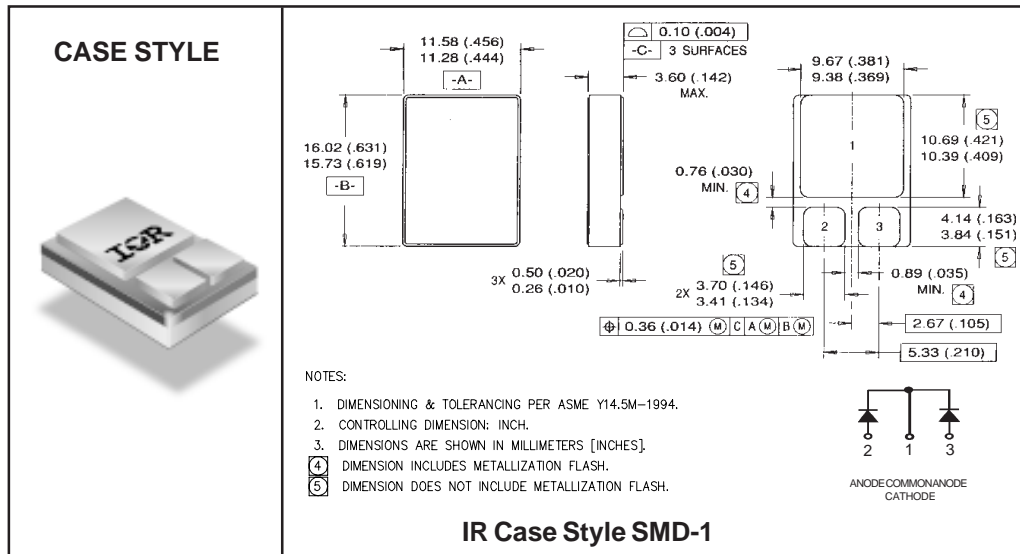 CASE STYLE
IOR
11.58 (.456)
11.28 (.444)
-A-
16.02 (.631)
15.73 (.619)
-B-
⌓ 0.10 (.004)
-C- 3 SURFACES
3.60 (.142)
MAX.
3X 0.50 (.020)
0.26 (.010)
9.67 (.381)
9.38 (.369)
5
10.69 (.421)
10.39 (.409)
0.76 (.030)
MIN. 4
1
2 3
4.14 (.163)
3.84 (.151)
5
5
2X 3.70 (.146)
3.41 (.134)
0.89 (.035)
MIN. 4
⌖ 0.36 (.014) Ⓜ C A Ⓜ B Ⓜ
2.67 (.105)
5.33 (.210)
NOTES:
1. DIMENSIONING & TOLERANCING PER ASME Y14.5M–1994.
2. CONTROLLING DIMENSION: INCH.
3. DIMENSIONS ARE SHOWN IN MILLIMETERS [INCHES].
4 DIMENSION INCLUDES METALLIZATION FLASH.
5 DIMENSION DOES NOT INCLUDE METALLIZATION FLASH.
2 1 3
ANODECOMMONANODE
CATHODE
IR Case Style SMD-1